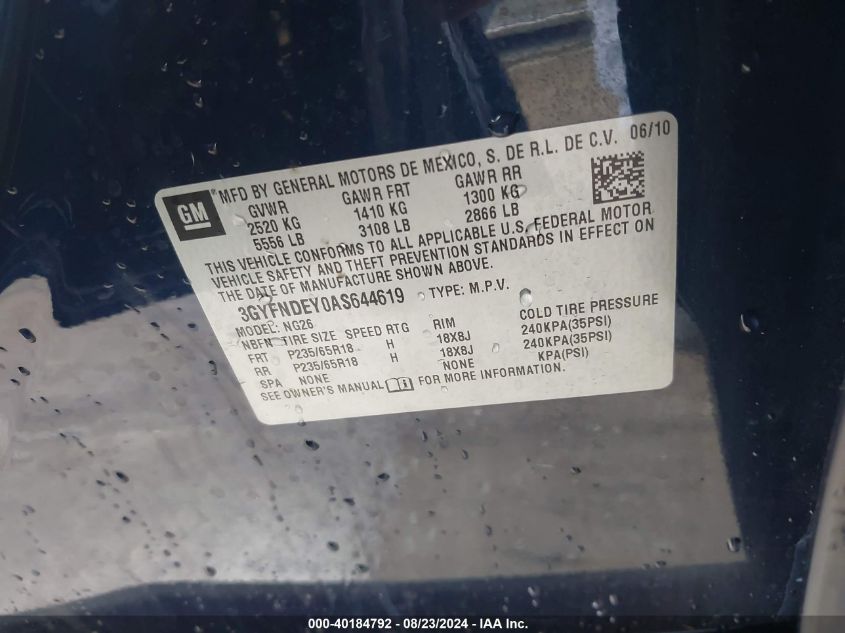 GM
®MFD BY GENERAL MOTORS DE MEXICO, S. DE R.L. DE C.V. 06/10
GVWR GAWR FRT GAWR RR
2520 KG 1410 KG 1300 KG
5556 LB 3108 LB 2866 LB
THIS VEHICLE CONFORMS TO ALL APPLICABLE U.S. FEDERAL MOTOR
VEHICLE SAFETY AND THEFT PREVENTION STANDARDS IN EFFECT ON
THE DATE OF MANUFACTURE SHOWN ABOVE.
3GYFNDEY0AS644619 TYPE: M.P.V.
MODEL: NG26
NBFN TIRE SIZE SPEED RTG RIM COLD TIRE PRESSURE
FRT P235/65R18 H 18X8J 240KPA(35PSI)
RR P235/65R18 H 18X8J 240KPA(35PSI)
SPA NONE NONE KPA(PSI)
SEE OWNER'S MANUAL FOR MORE INFORMATION.
000-40184792 - 08/23/2024 - IAA Inc.